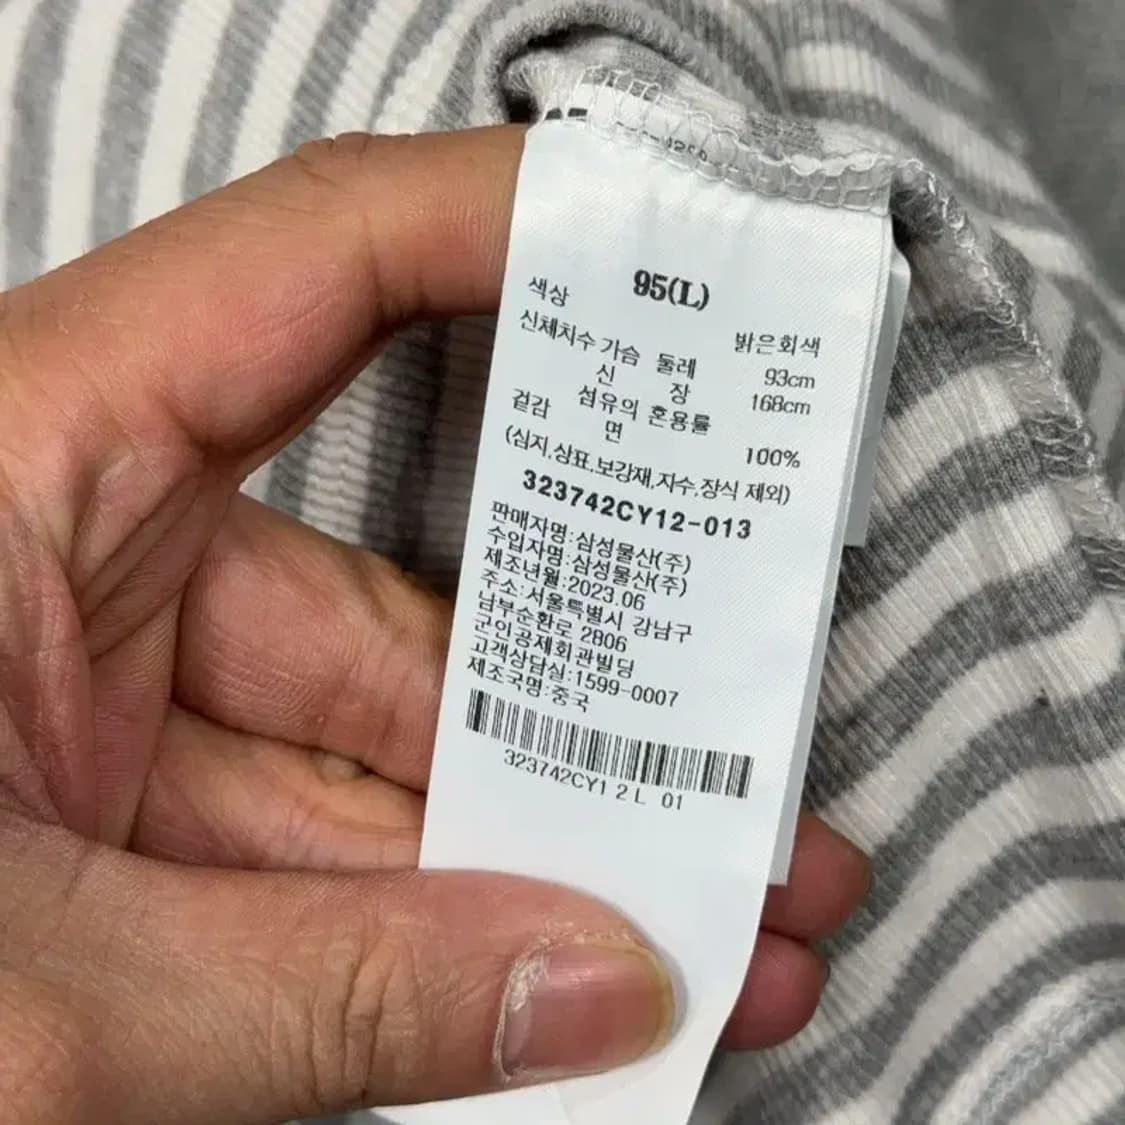 95(L)
색상 밝은회색
신체치수 가슴 둘레 93cm
신 장 168cm
섬유의 혼용률
겉감 면 100%
(심지,상표,보강재,자수,장식 제외)
323742CY12-013
판매자명:삼성물산(주)
수입자명:삼성물산(주)
제조년월:2023.06
주소:서울특별시 강남구
남부순환로 2806
군인공제회관빌딩
고객상담실:1599-0007
제조국명:중국
323742CY1 2 L 01